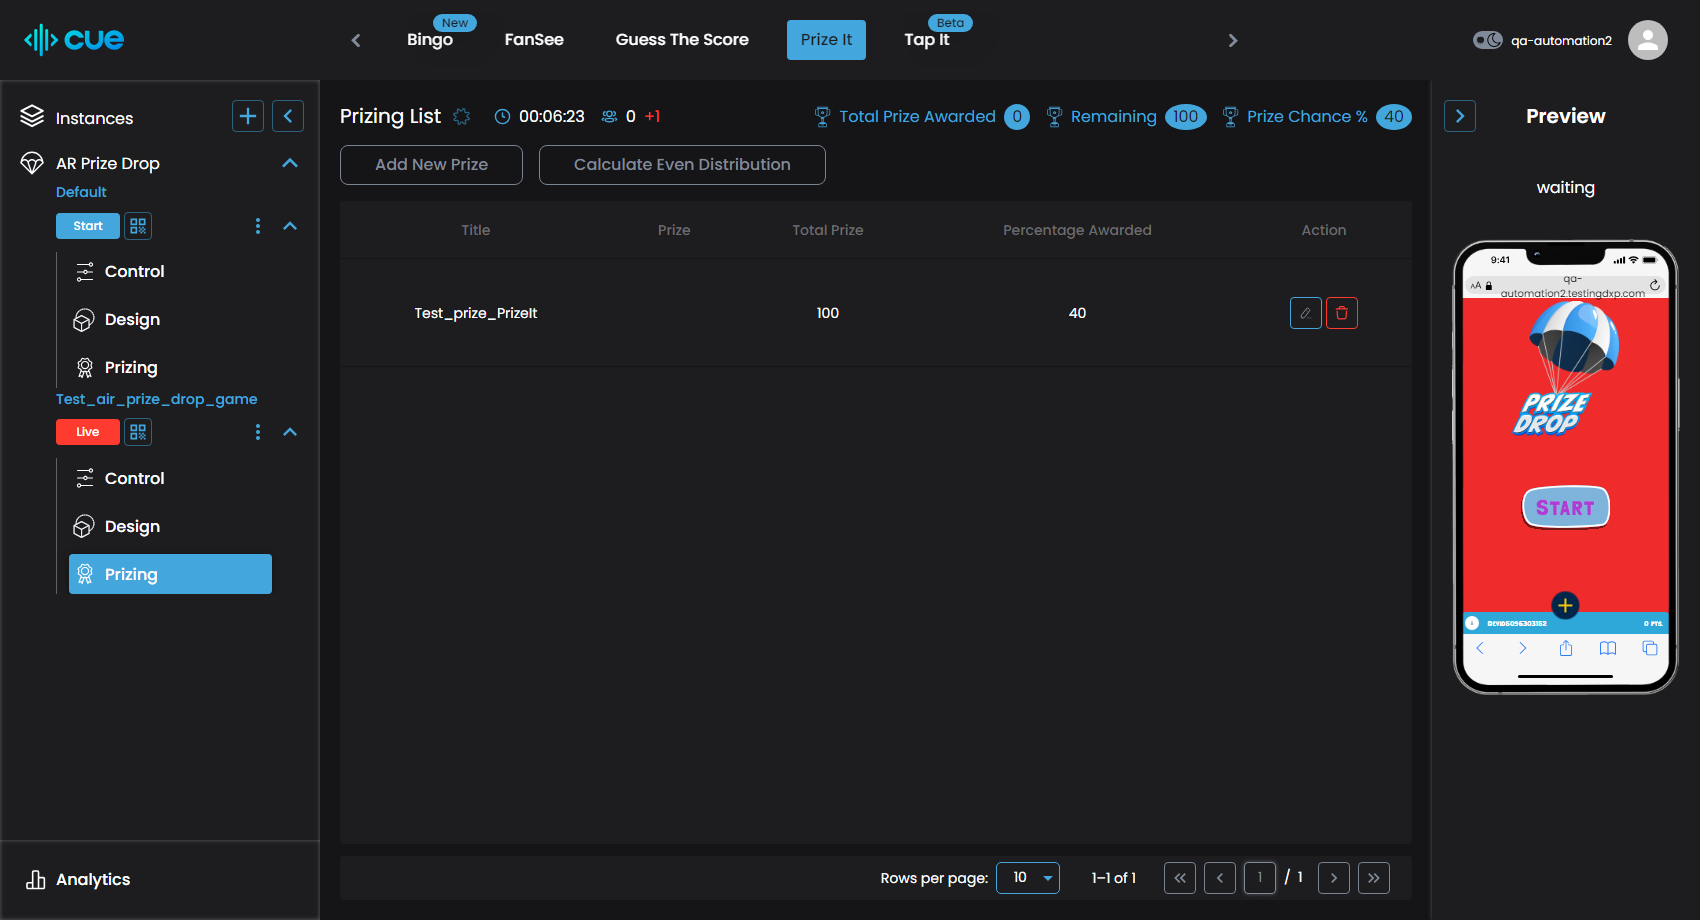 cue
New
Bingo
FanSee
Guess The Score
Prize It
Beta
Tap It
qa-automation2
Instances
AR Prize Drop
Default
Start
Control
Design
Prizing
Test_air_prize_drop_game
Live
Control
Design
Prizing
Analytics
Prizing List
00:06:23
0
+1
Total Prize Awarded 0
Remaining 100
Prize Chance % 40
Add New Prize
Calculate Even Distribution
Title
Prize
Total Prize
Percentage Awarded
Action
Test_prize_PrizeIt
100
40
Rows per page: 10
1–1 of 1
1 / 1
Preview
waiting
9:41
AA
qa-
automation2.testingdxp.com
PRIZE
DROP
START
0 PTS.